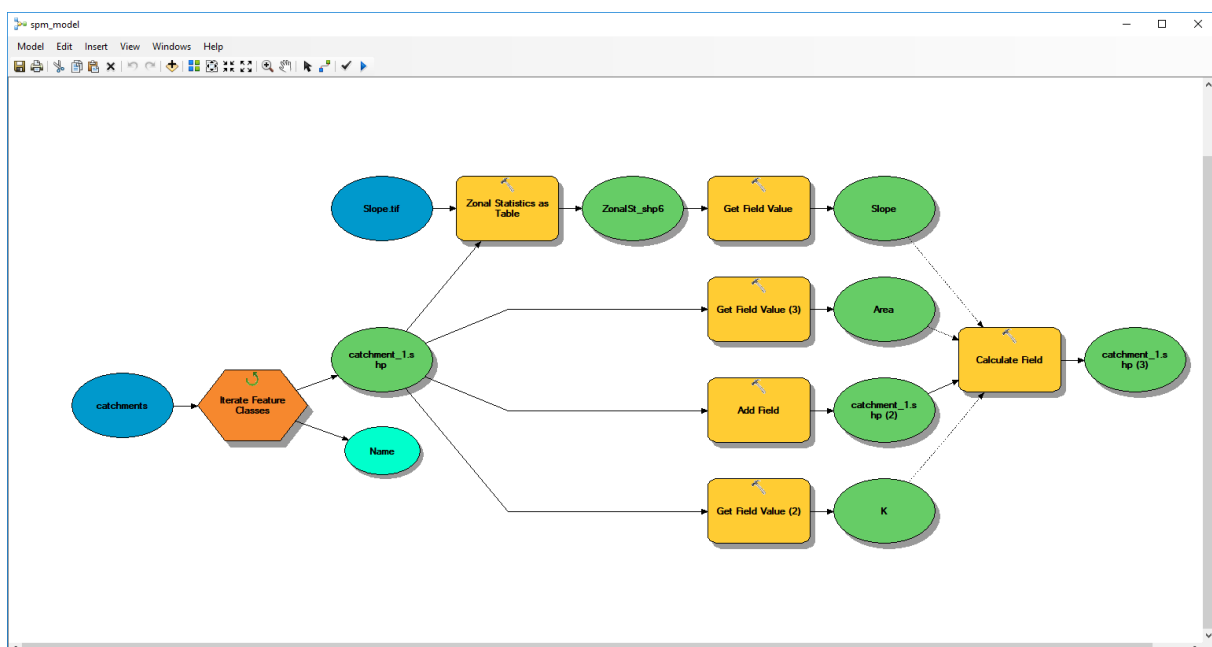 spm_model
Model Edit Insert View Windows Help
Slope.tif
Zonal Statistics as
Table
ZonalSt_shp6
Get Field Value
Slope
Get Field Value (3)
Area
catchment_1.s
hp
Calculate Field
catchment_1.s
hp (3)
catchments
Iterate Feature
Classes
Add Field
catchment_1.s
hp (2)
Name
Get Field Value (2)
K